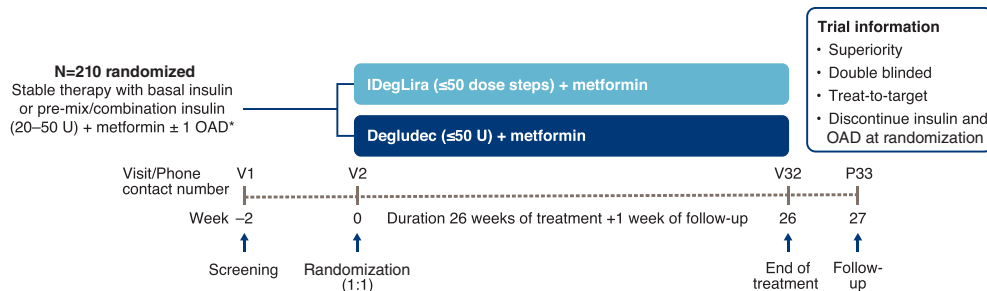 N=210 randomized
Stable therapy with basal insulin
or pre-mix/combination insulin
(20–50 U) + metformin ± 1 OAD*
IDegLira (≤50 dose steps) + metformin
Degludec (≤50 U) + metformin
Trial information
• Superiority
• Double blinded
• Treat-to-target
• Discontinue insulin and
OAD at randomization
Visit/Phone
contact number
V1
V2
V32
P33
Week
–2
0
Duration 26 weeks of treatment +1 week of follow-up
26
27
Screening
Randomization
(1:1)
End of
treatment
Follow-
up